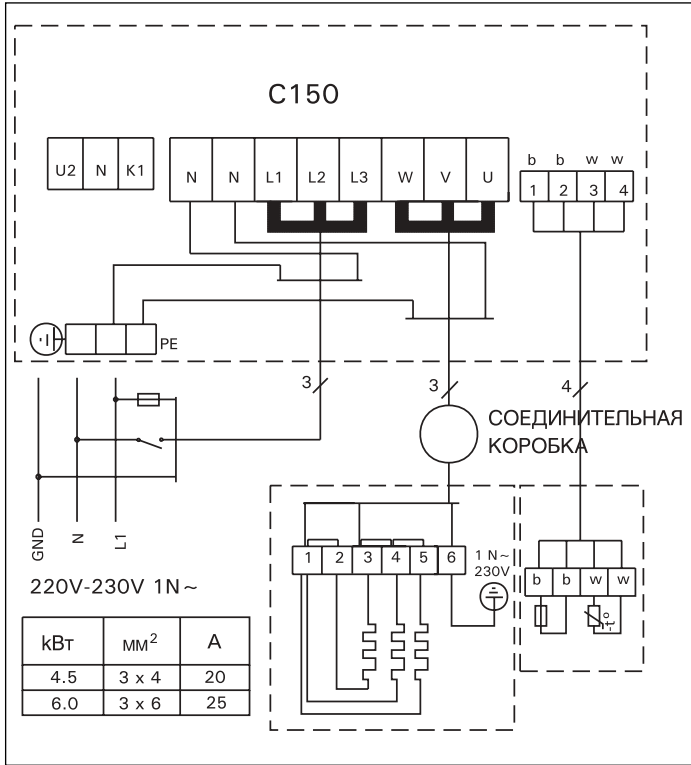 C150
U2 N K1
N N L1 L2 L3 W V U
b b w w
1 2 3 4
PE
3
3
4
СОЕДИНИТЕЛЬНАЯ
КОРОБКА
GND
N
L1
220V-230V 1N~
1 2 3 4 5 6
1 N~
230V
b b w w
-t°
кВт мм² А
4.5 3 x 4 20
6.0 3 x 6 25